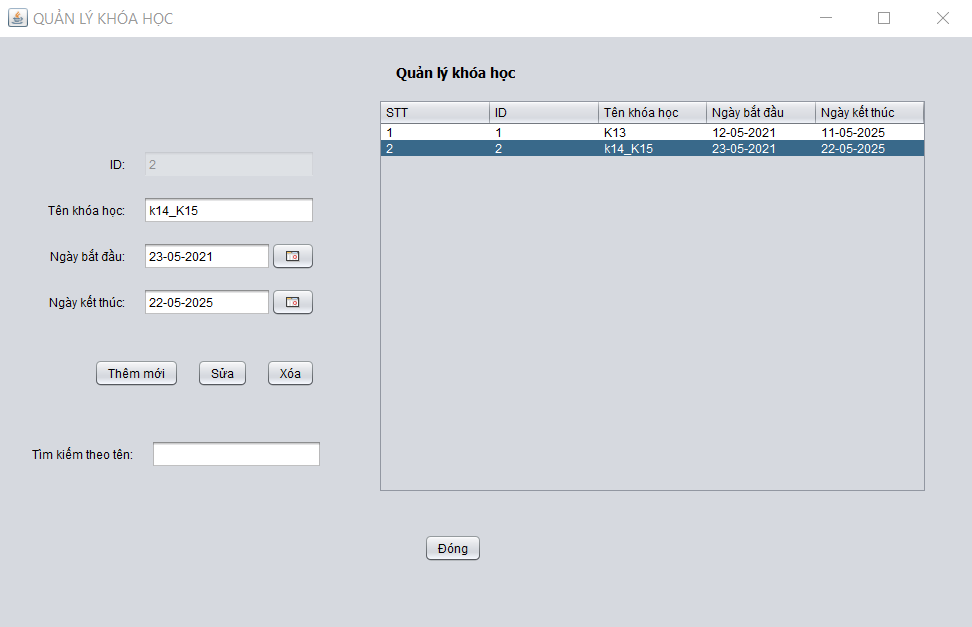 QUẢN LÝ KHÓA HỌC
Quản lý khóa học
STT ID Tên khóa học Ngày bắt đầu Ngày kết thúc
1 1 K13 12-05-2021 11-05-2025
2 2 k14_K15 23-05-2021 22-05-2025
ID: 2
Tên khóa học: k14_K15
Ngày bắt đầu: 23-05-2021
Ngày kết thúc: 22-05-2025
Thêm mới Sửa Xóa
Tìm kiếm theo tên:
Đóng